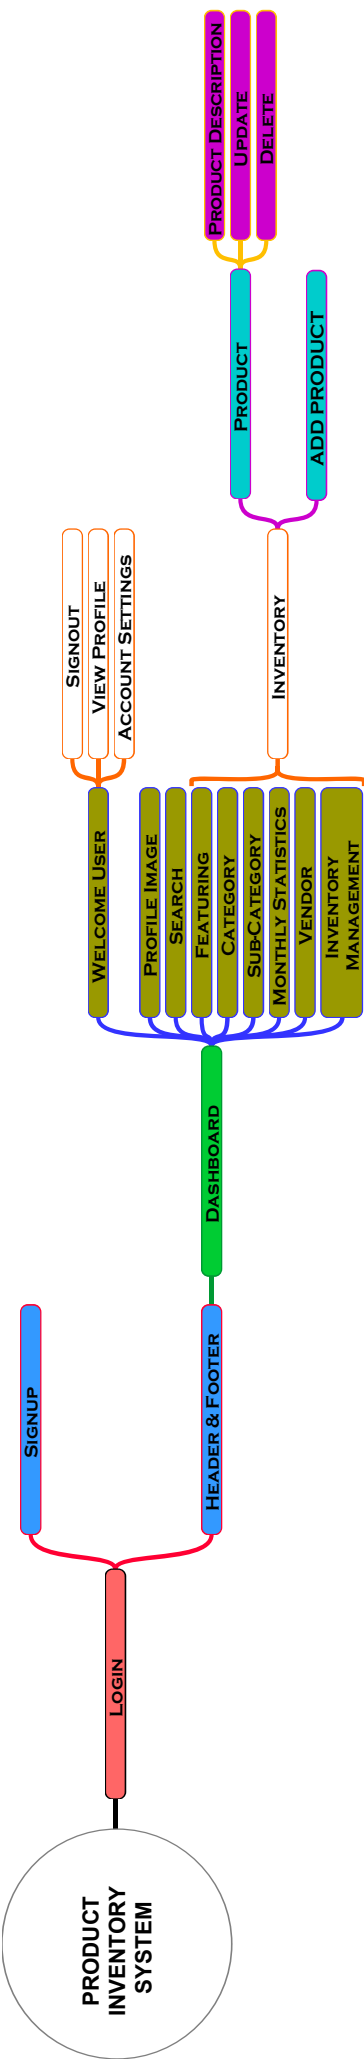 PRODUCT
INVENTORY
SYSTEM
LOGIN
SIGNUP
HEADER & FOOTER
DASHBOARD
WELCOME USER
PROFILE IMAGE
SEARCH
FEATURING
CATEGORY
SUB-CATEGORY
MONTHLY STATISTICS
VENDOR
INVENTORY
MANAGEMENT
SIGNOUT
VIEW PROFILE
ACCOUNT SETTINGS
INVENTORY
PRODUCT
ADD PRODUCT
PRODUCT DESCRIPTION
UPDATE
DELETE